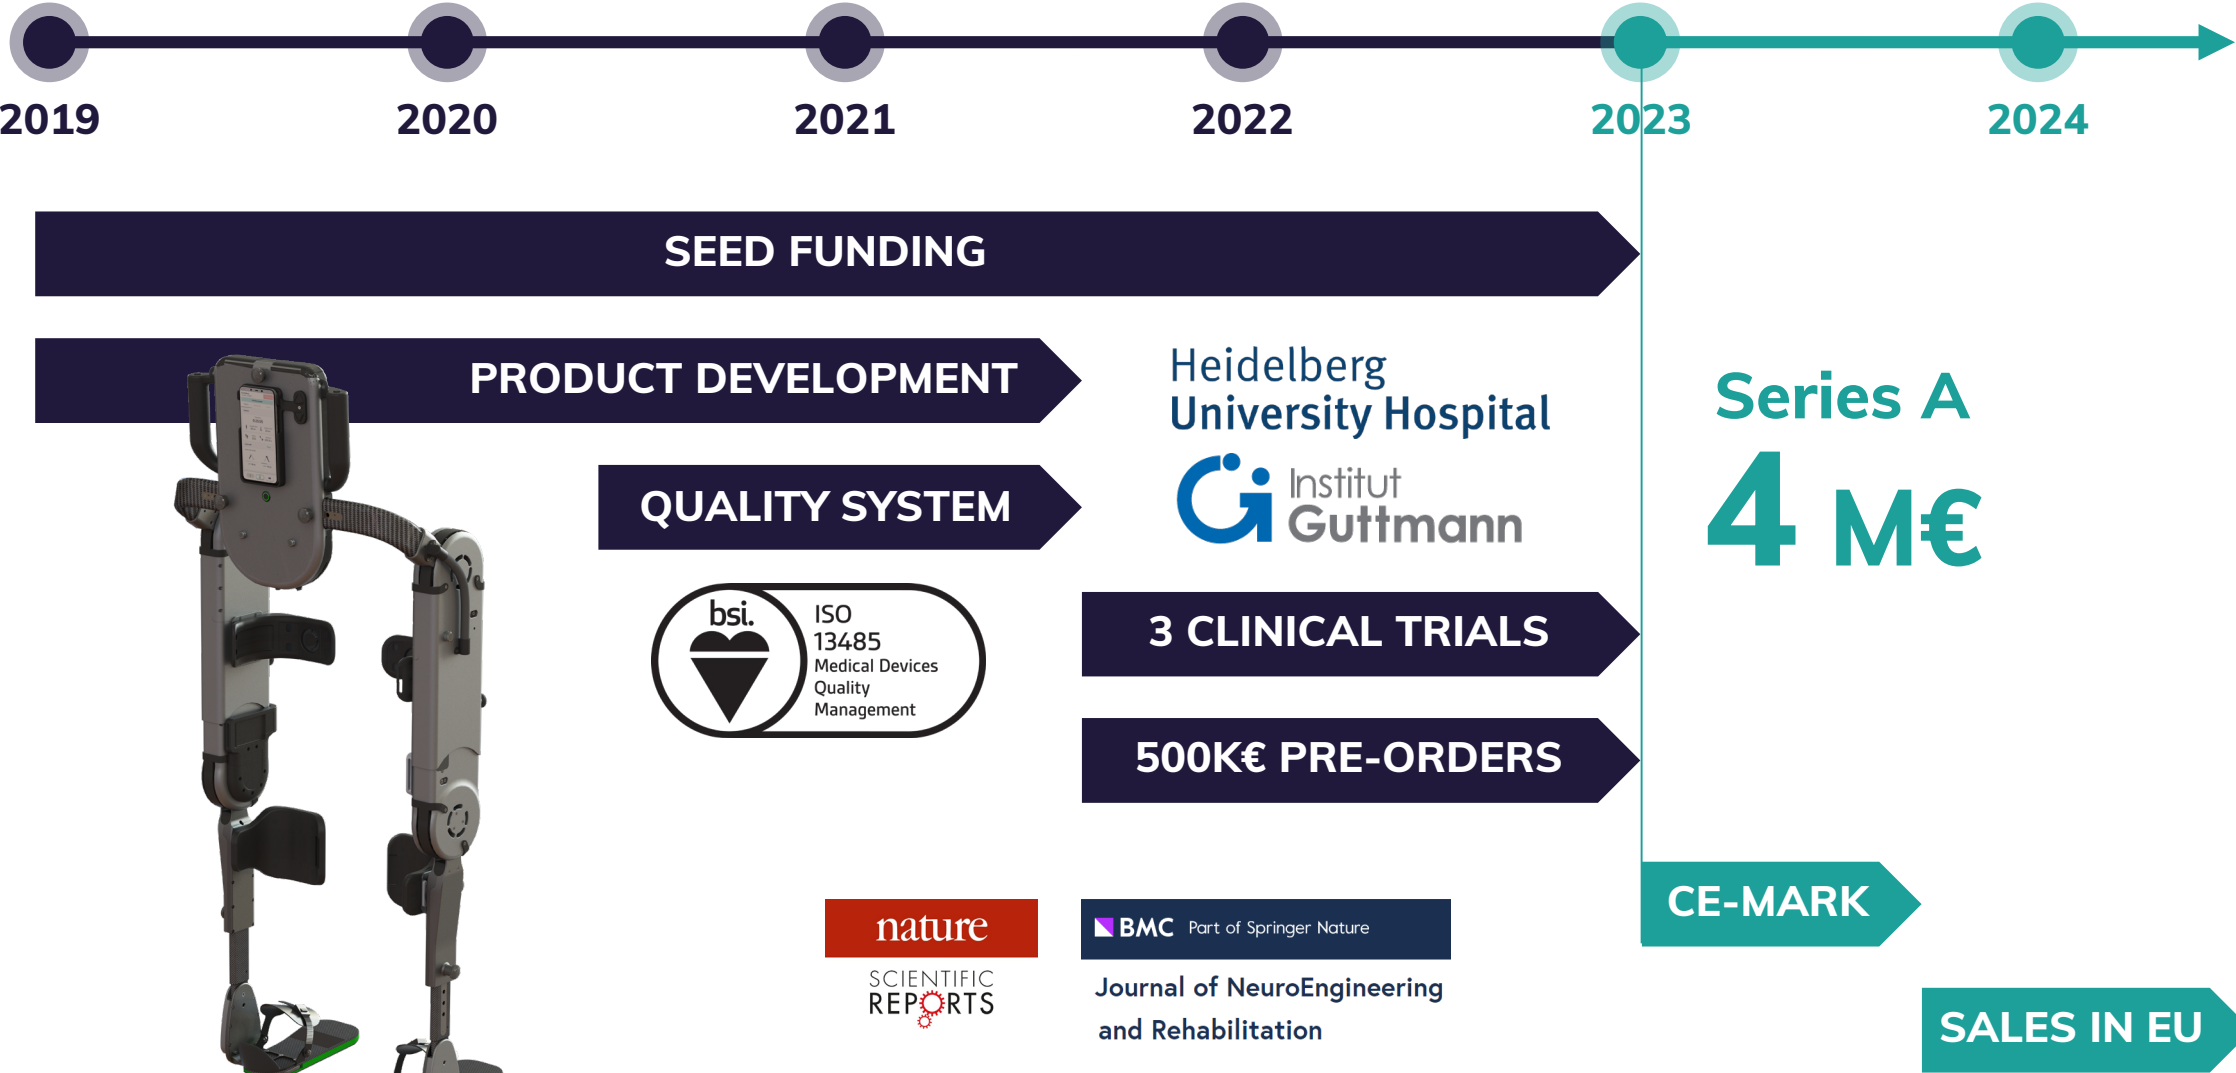 2019
2020
2021
2022
2023
2024
SEED FUNDING
PRODUCT DEVELOPMENT
Heidelberg
University Hospital
Series A
4 M€
QUALITY SYSTEM
Institut
Guttmann
bsi.
ISO
13485
Medical Devices
Quality
Management
3 CLINICAL TRIALS
500K€ PRE-ORDERS
CE-MARK
nature
SCIENTIFIC
REPORTS
BMC Part of Springer Nature
Journal of NeuroEngineering
and Rehabilitation
SALES IN EU